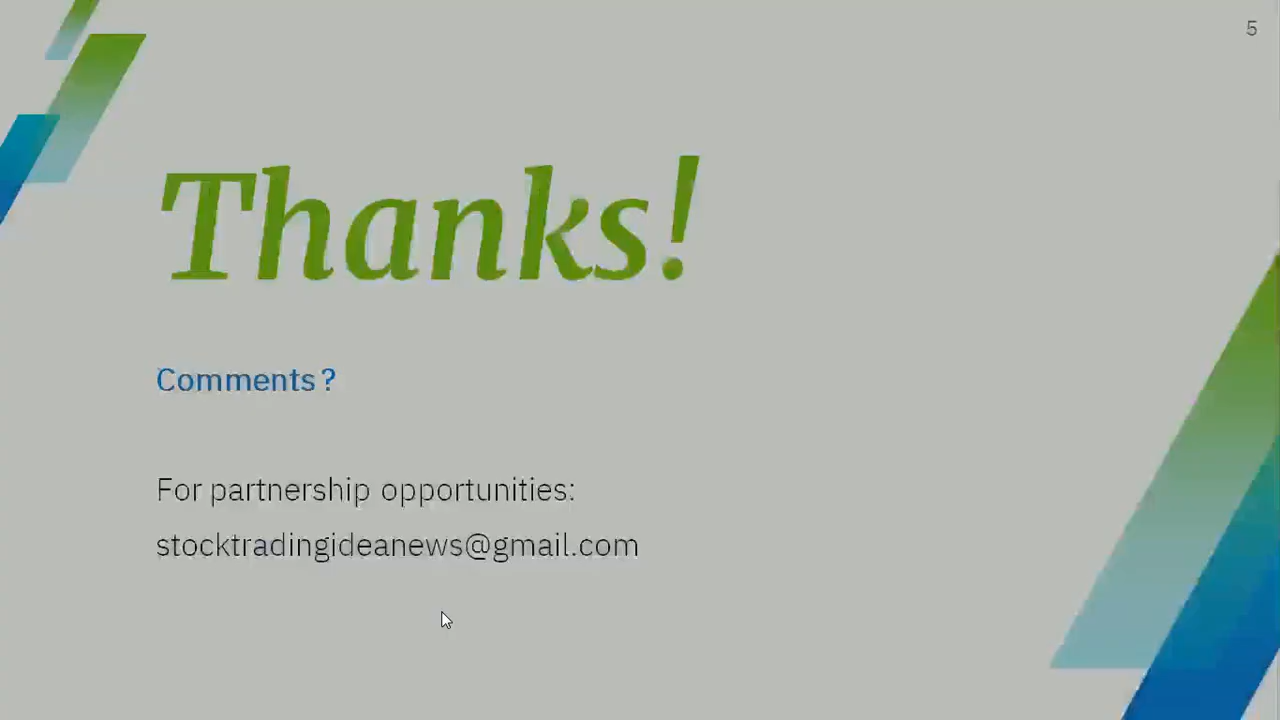 5
Thanks!
Comments?
For partnership opportunities:
stocktradingideanews@gmail.com